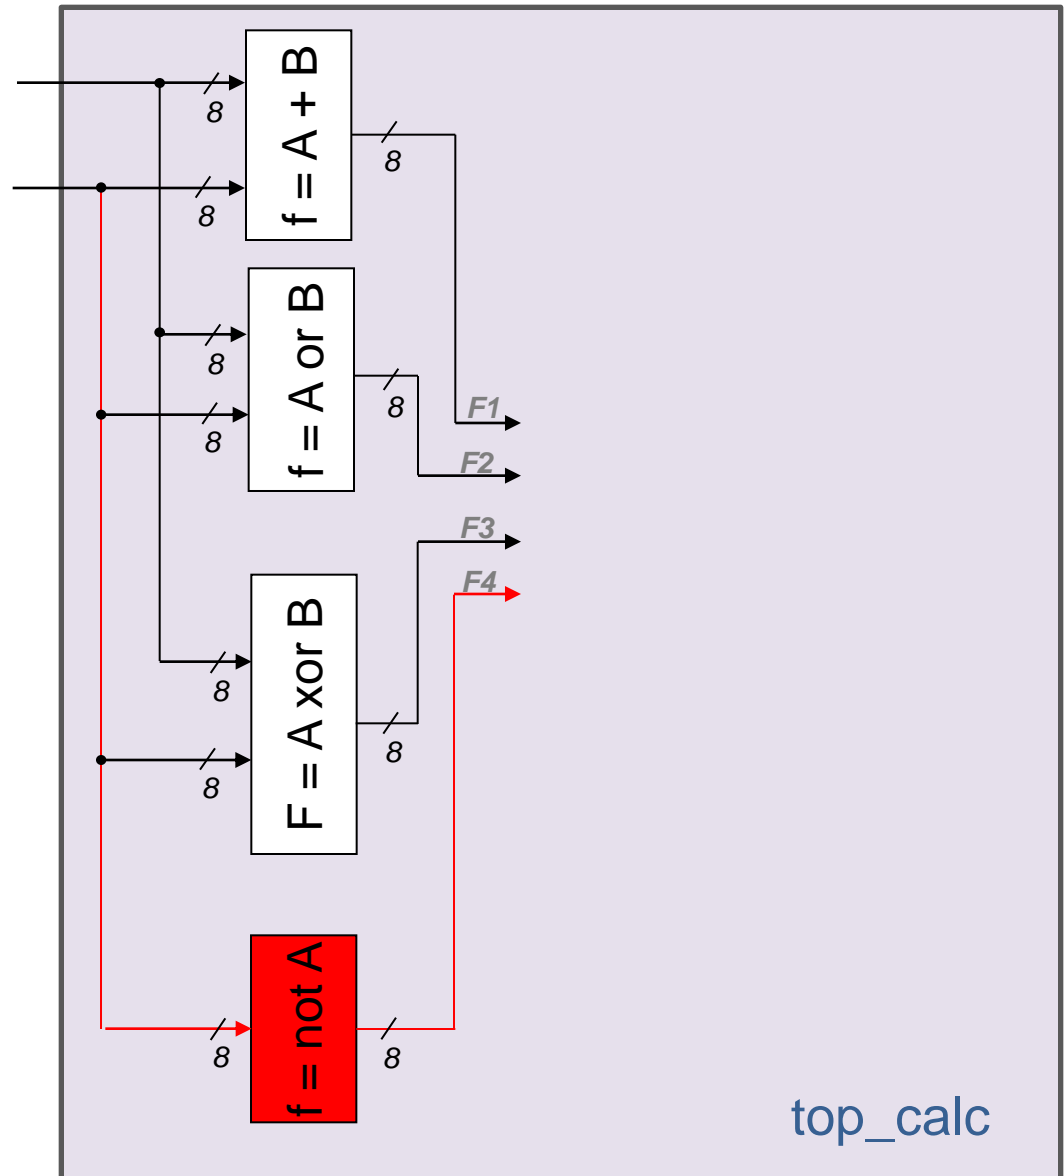 f = A + B
8
8
8
f = A or B
8
8
8
F1
F2
F3
F4
F = A xor B
8
8
8
f = not A
8
8
top_calc